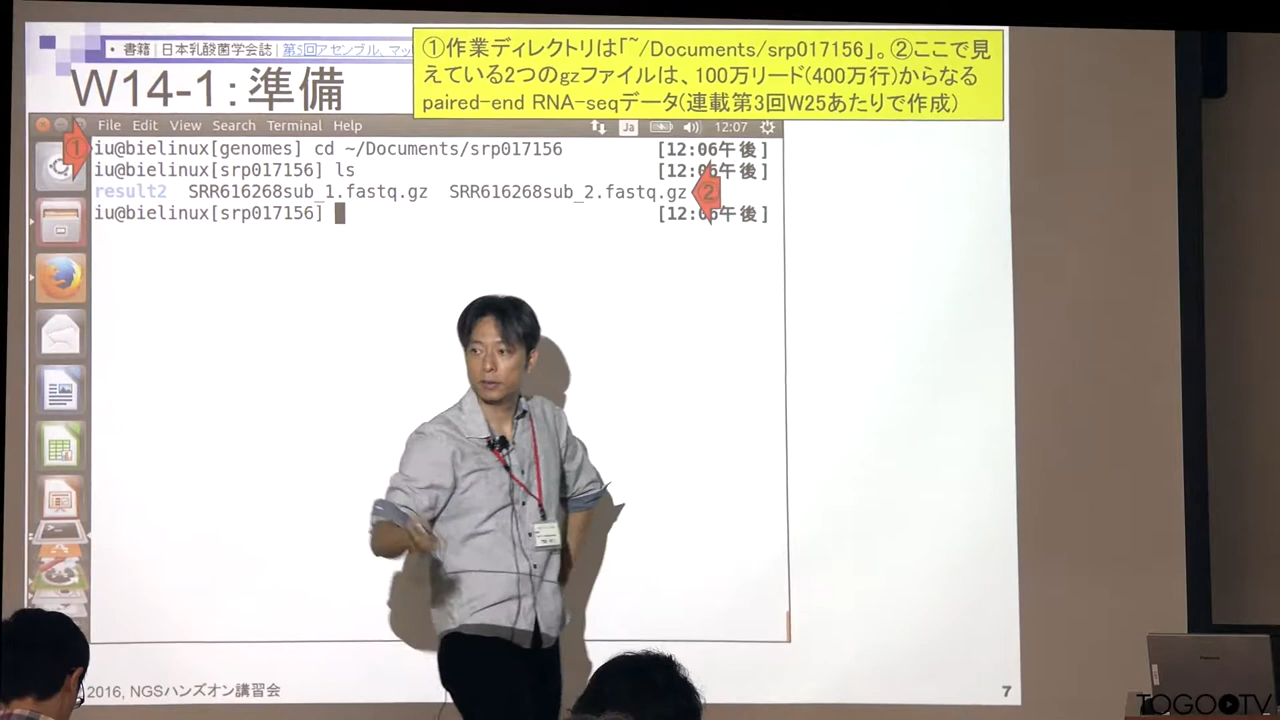 • 書籍 | 日本乳酸菌学会誌 | 第5回アセンブル、マッ
W14-1：準備
①作業ディレクトリは「~/Documents/srp017156」。②ここで見
えている2つのgzファイルは、100万リード(400万行)からなる
paired-end RNA-seqデータ(連載第3回W25あたりで作成)
File Edit View Search Terminal Help Ja 12:07
① iu@bielinux[genomes] cd ~/Documents/srp017156 [12:06午後]
iu@bielinux[srp017156] ls [12:06午後]
result2 SRR616268sub_1.fastq.gz SRR616268sub_2.fastq.gz ②
iu@bielinux[srp017156] [12:06午後]
2016, NGSハンズオン講習会 7
TOGOTV